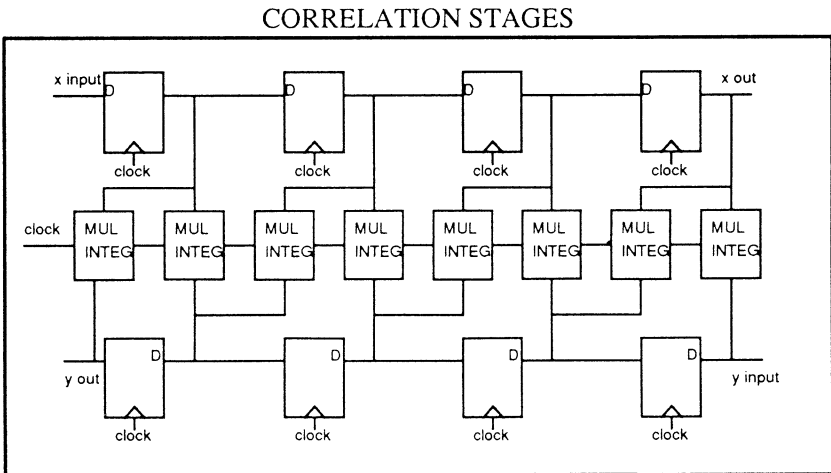 CORRELATION STAGES
x input
D
D
D
D
x out
clock
clock
clock
clock
clock
MUL
INTEG
MUL
INTEG
MUL
INTEG
MUL
INTEG
MUL
INTEG
MUL
INTEG
MUL
INTEG
MUL
INTEG
D
D
D
D
y out
y input
clock
clock
clock
clock